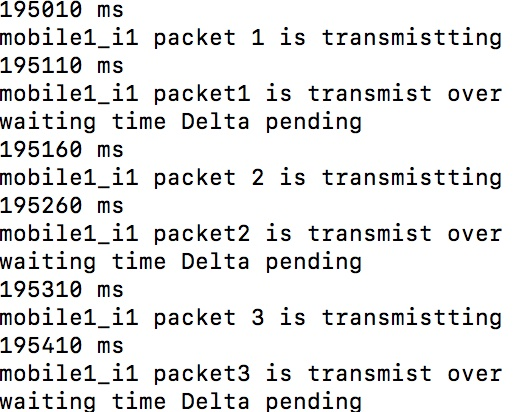 195010 ms
mobile1_i1 packet 1 is transmistting
195110 ms
mobile1_i1 packet1 is transmist over
waiting time Delta pending
195160 ms
mobile1_i1 packet 2 is transmistting
195260 ms
mobile1_i1 packet2 is transmist over
waiting time Delta pending
195310 ms
mobile1_i1 packet 3 is transmistting
195410 ms
mobile1_i1 packet3 is transmist over
waiting time Delta pending